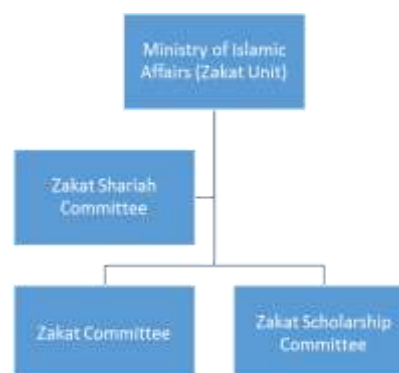 Ministry of Islamic
Affairs (Zakat Unit)
Zakat Shariah
Committee
Zakat Committee
Zakat Scholarship
Committee